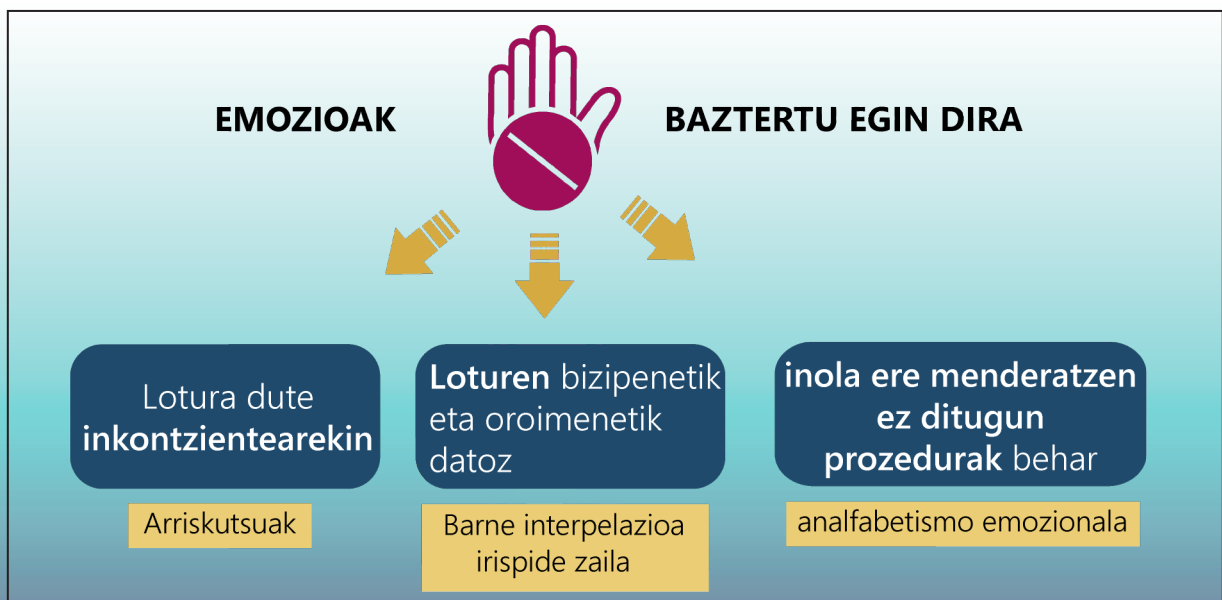 EMOZIOAK
BAZTERTU EGIN DIRA
Lotura dute
inkontzientearekin
Arriskutsuak
Loturen bizipenetik
eta oroimenetik
datoz
Barne interpelazioa
irispide zaila
inola ere menderatzen
ez ditugun
prozedurak behar
analfabetismo emozionala